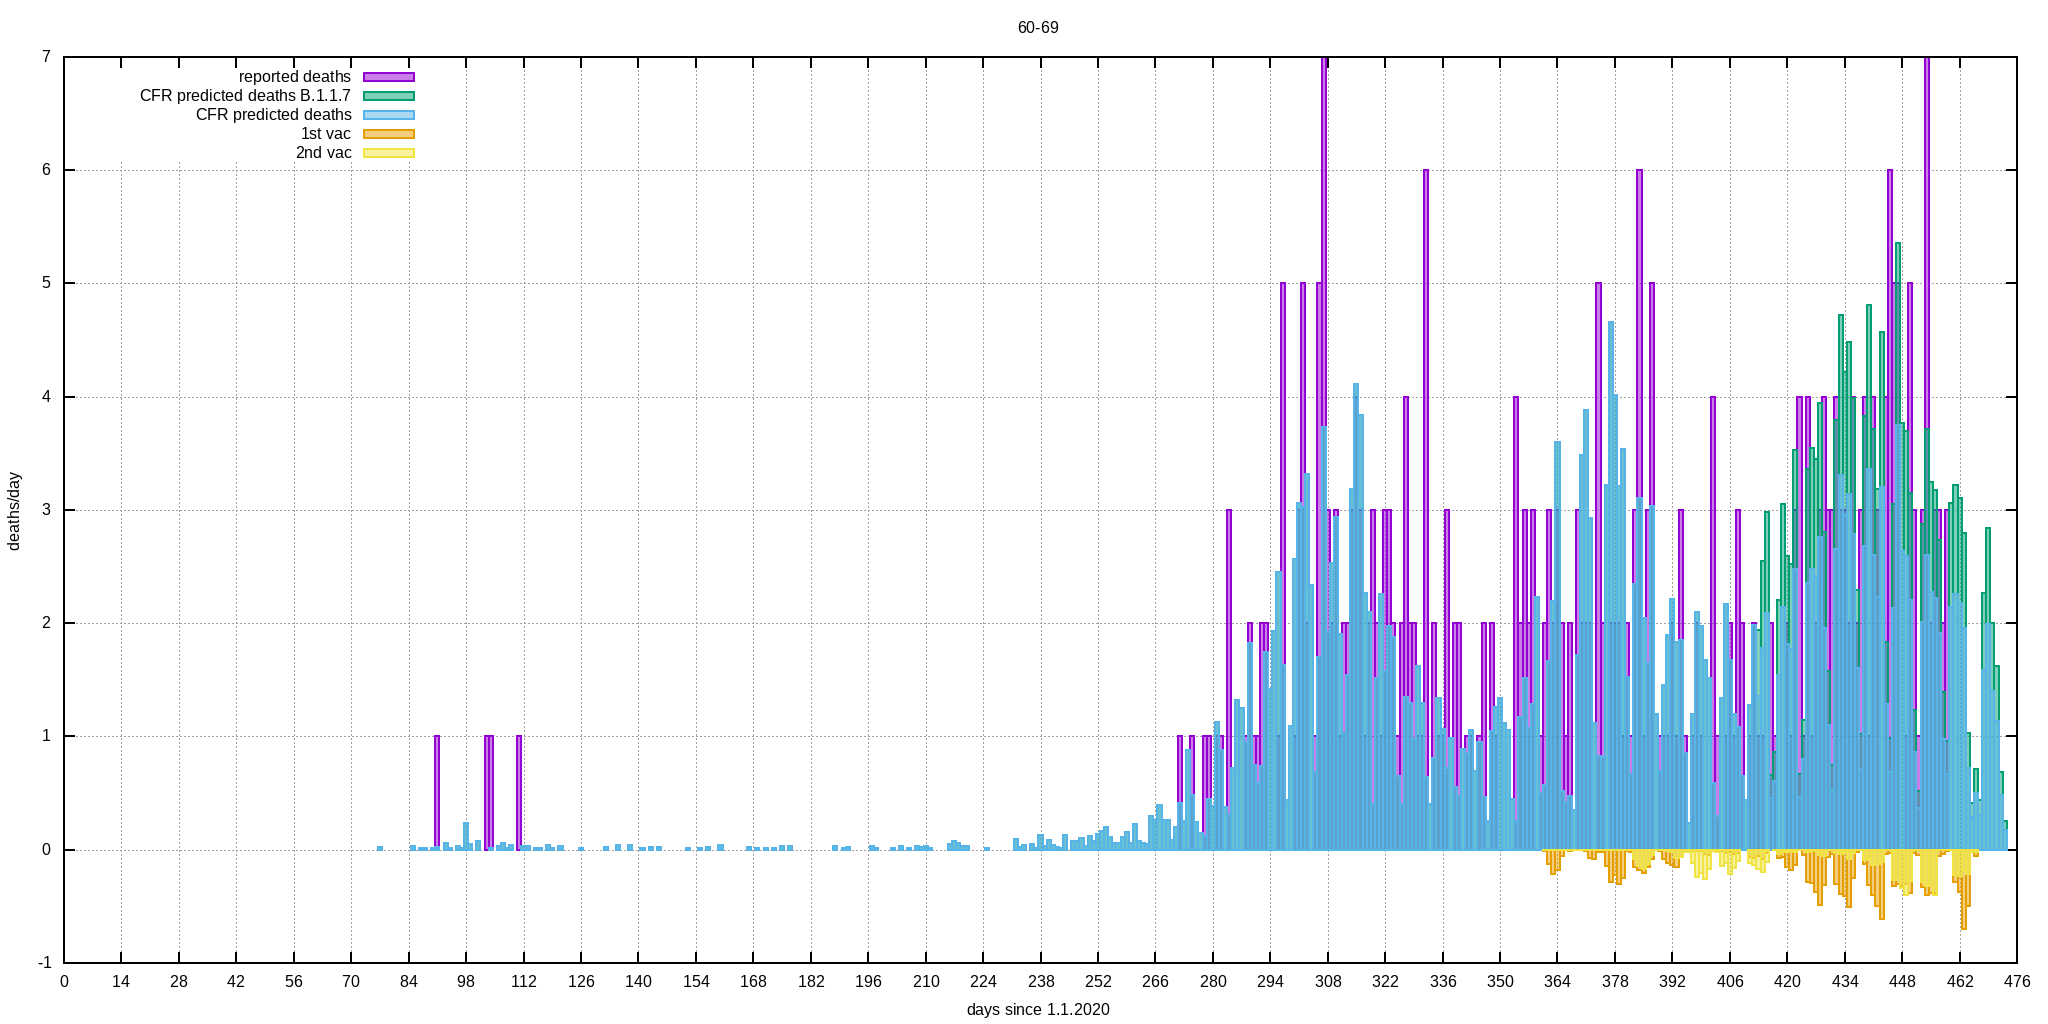 60-69
reported deaths
CFR predicted deaths B.1.1.7
CFR predicted deaths
1st vac
2nd vac
7
6
5
4
3
2
1
0
-1
deaths/day
0 14 28 42 56 70 84 98 112 126 140 154 168 182 196 210 224 238 252 266 280 294 308 322 336 350 364 378 392 406 420 434 448 462 476
days since 1.1.2020